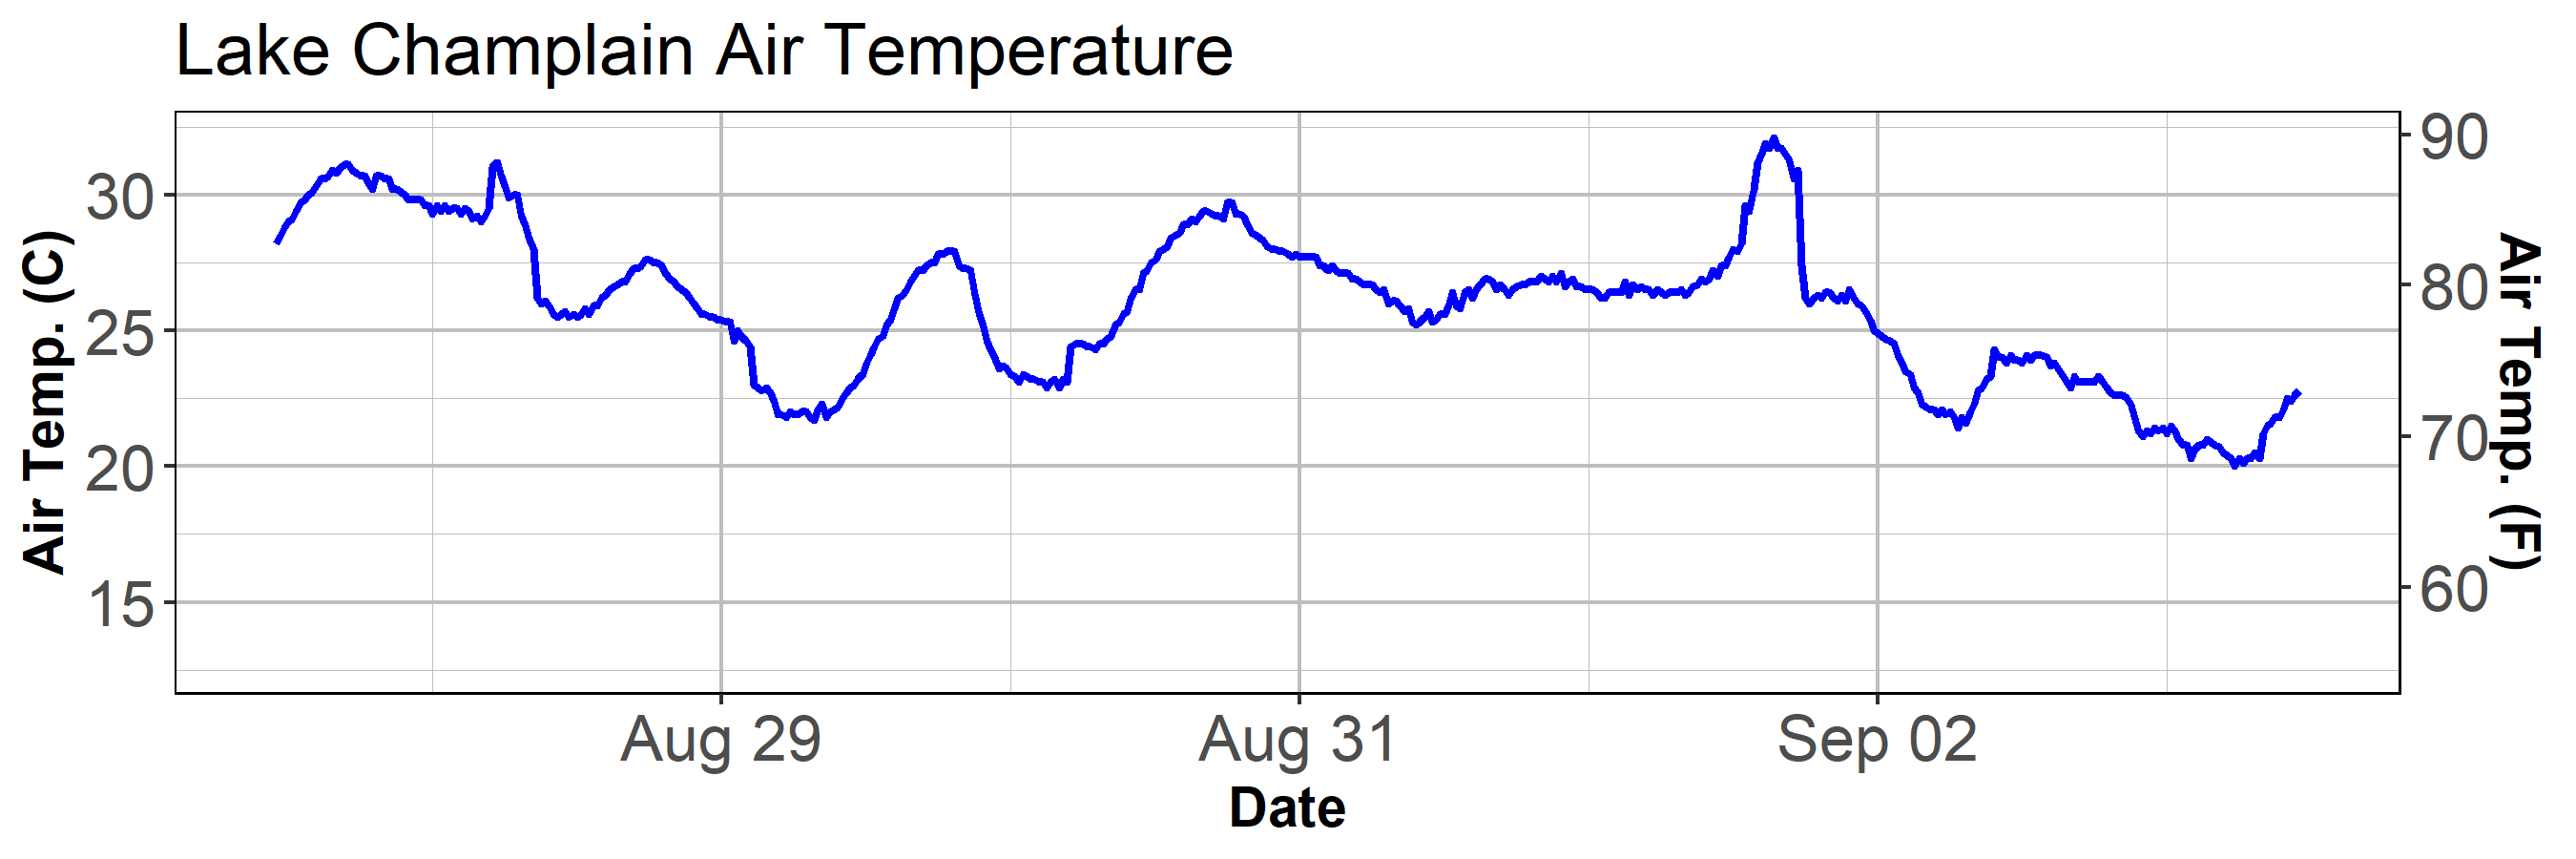 Lake Champlain Air Temperature
Air Temp. (C)
30
25
20
15
90
80
70
60
Air Temp. (F)
Aug 29
Aug 31
Sep 02
Date